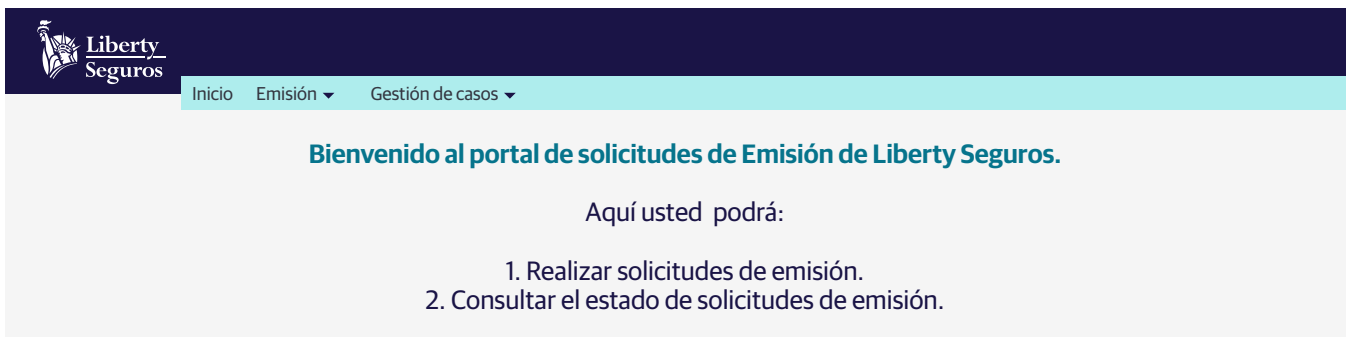 Liberty
Seguros
Inicio Emisión Gestión de casos
Bienvenido al portal de solicitudes de Emisión de Liberty Seguros.
Aquí usted podrá:
1. Realizar solicitudes de emisión.
2. Consultar el estado de solicitudes de emisión.